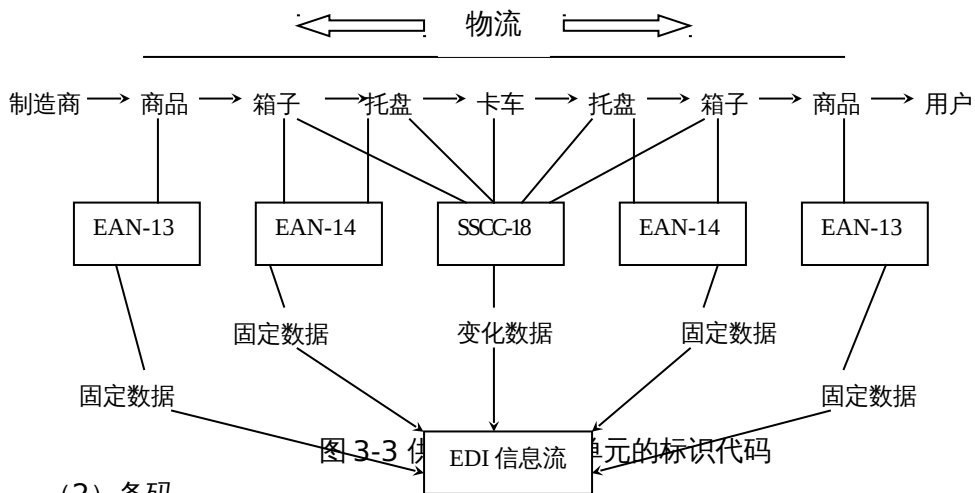 物流
制造商 商品 箱子 托盘 卡车 托盘 箱子 商品 用户
EAN-13 EAN-14 SSCC-18 EAN-14 EAN-13
固定数据 变化数据 固定数据
固定数据 固定数据
图 3-3 供 单元的标识代码
EDI 信息流
（2）条码